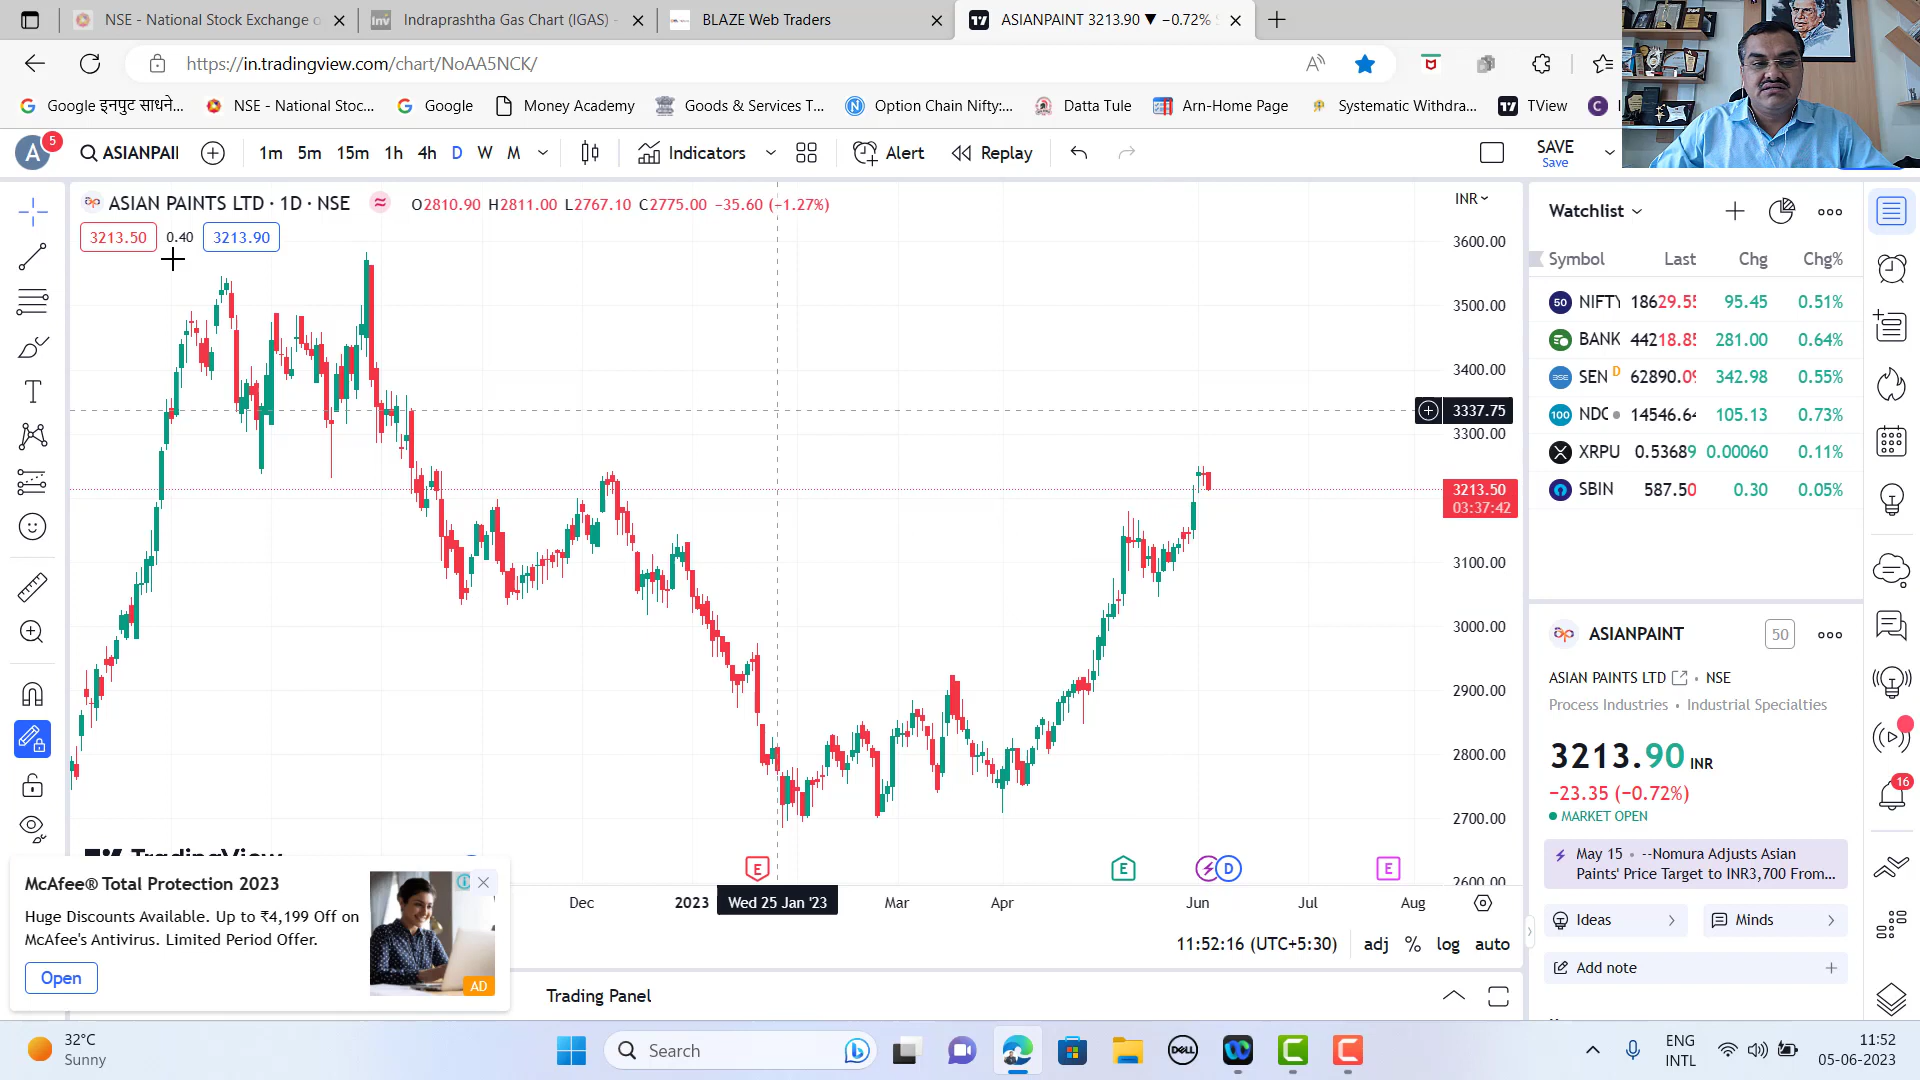 NSE - National Stock Exchange o
Indraprashtha Gas Chart (IGAS) -
BLAZE Web Traders
ASIANPAINT 3213.90 ▼ −0.72%
https://in.tradingview.com/chart/NoAA5NCK/
Google इनपुट साधने...
NSE - National Stoc...
Google
Money Academy
Goods & Services T...
Option Chain Nifty:...
Datta Tule
Arn-Home Page
Systematic Withdra...
TView
A 5
ASIANPAI
1m 5m 15m 1h 4h D W M
Indicators
Alert
Replay
SAVE
Save
ASIAN PAINTS LTD · 1D · NSE
O2810.90 H2811.00 L2767.10 C2775.00 −35.60 (−1.27%)
INR
3213.50 0.40 3213.90
3600.00
3500.00
3400.00
3337.75
3300.00
3213.50
03:37:42
3100.00
3000.00
2900.00
2800.00
2700.00
2600.00
TradingView
E E D E
Dec 2023 Wed 25 Jan '23 Mar Apr Jun Jul Aug
11:52:16 (UTC+5:30) adj % log auto
Trading Panel
McAfee® Total Protection 2023
Huge Discounts Available. Up to ₹4,199 Off on
McAfee's Antivirus. Limited Period Offer.
Open
AD
Watchlist
Symbol Last Chg Chg%
50 NIFTY 18629.55 95.45 0.51%
BANK 44218.85 281.00 0.64%
SEN D 62890.09 342.98 0.55%
100 NDC 14546.64 105.13 0.73%
XRPU 0.53689 0.00060 0.11%
SBIN 587.50 0.30 0.05%
ASIANPAINT 50
ASIAN PAINTS LTD • NSE
Process Industries • Industrial Specialties
3213.90 INR
−23.35 (−0.72%)
MARKET OPEN
May 15 • --Nomura Adjusts Asian
Paints' Price Target to INR3,700 From...
Ideas
Minds
Add note
16
32°C
Sunny
Search
DELL
ENG
INTL
11:52
05-06-2023